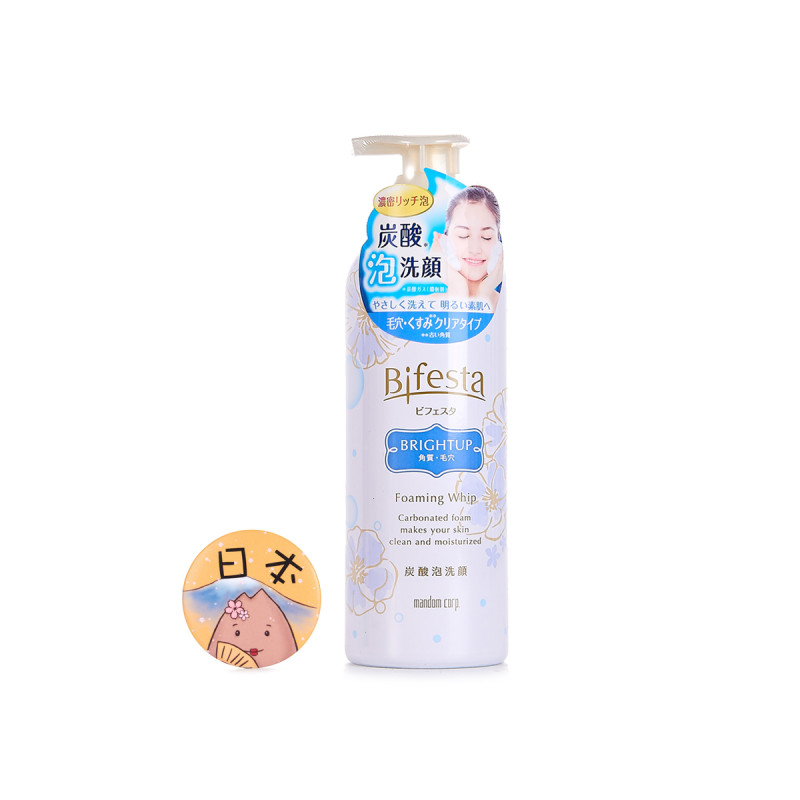 濃密リッチ泡
炭酸*
泡洗顔
やさしく洗えて 明るい素肌へ
毛穴・くすみ クリアタイプ
Bifesta
ビフェスタ
BRIGHTUP
角質・毛穴
Foaming Whip
Carbonated foam
makes your skin
clean and moisturized
炭酸泡洗顔
mandom corp.
日本